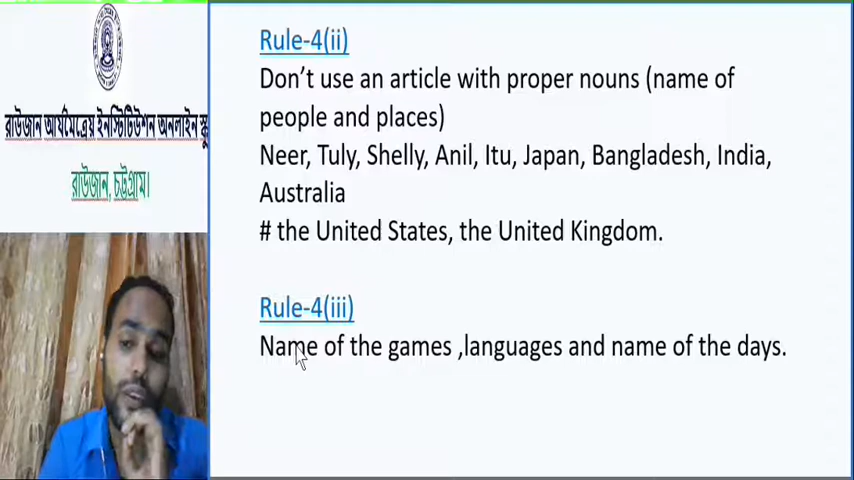 রাউজান আর্যমৈত্রেয় ইনস্টিটিউশন অনলাইন স্কু
রাউজান, চট্টগ্রাম।
Rule-4(ii)
Don’t use an article with proper nouns (name of
people and places)
Neer, Tuly, Shelly, Anil, Itu, Japan, Bangladesh, India,
Australia
# the United States, the United Kingdom.
Rule-4(iii)
Name of the games ,languages and name of the days.